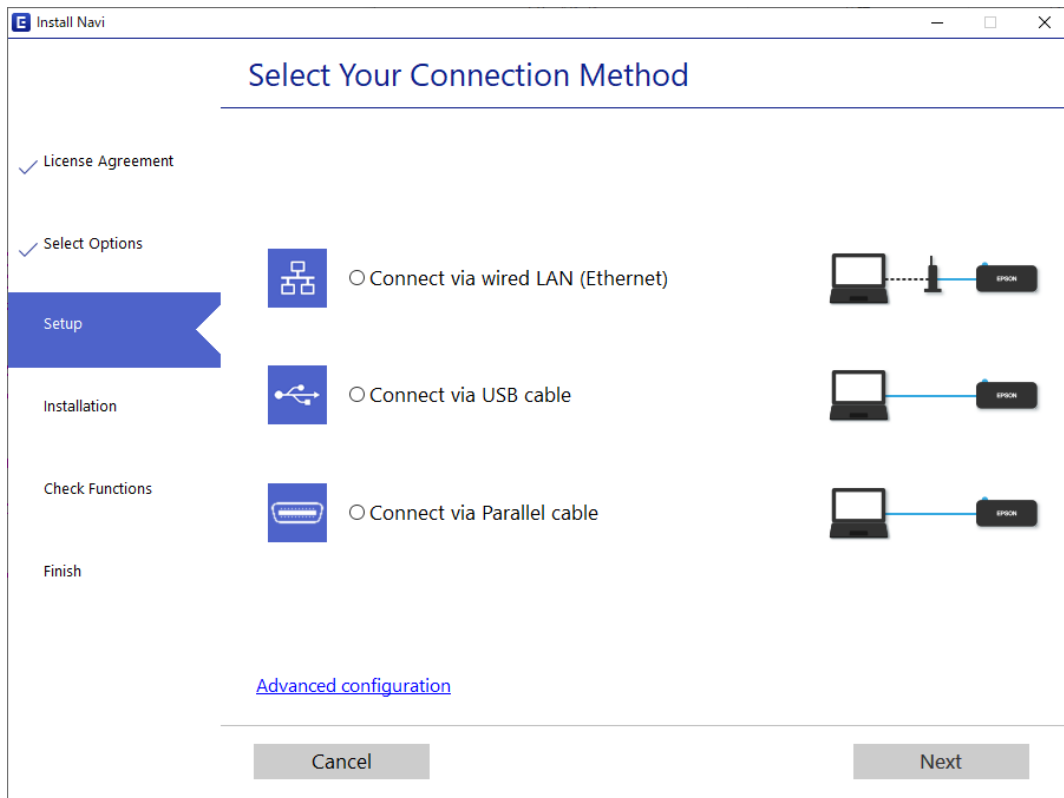 Install Navi
Select Your Connection Method
License Agreement
Select Options
Setup
Installation
Check Functions
Finish
Connect via wired LAN (Ethernet)
EPSON
Connect via USB cable
EPSON
Connect via Parallel cable
EPSON
Advanced configuration
Cancel
Next